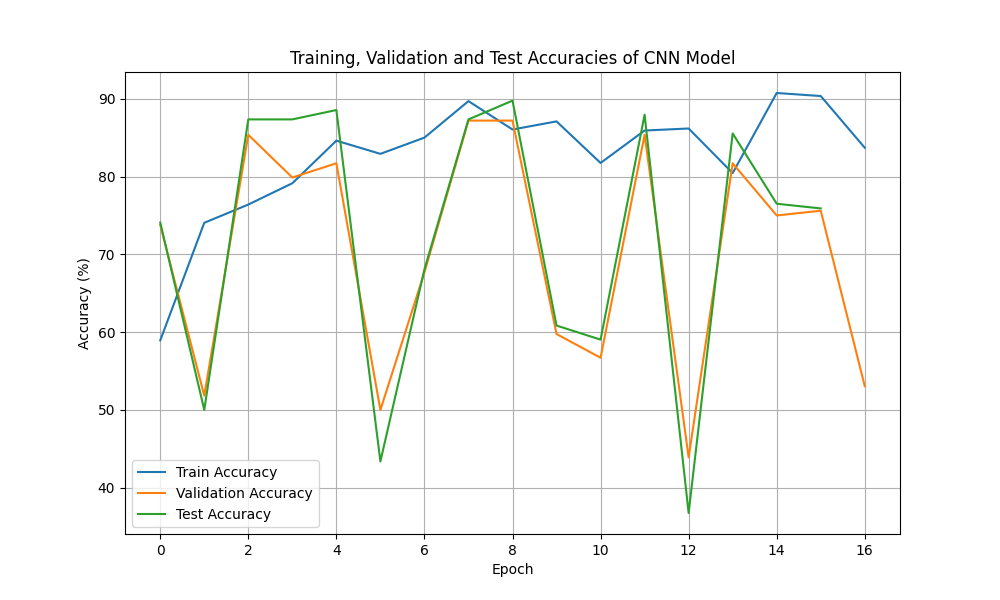 Training, Validation and Test Accuracies of CNN Model
90
80
70
60
50
40
Accuracy (%)
Train Accuracy
Validation Accuracy
Test Accuracy
0 2 4 6 8 10 12 14 16
Epoch